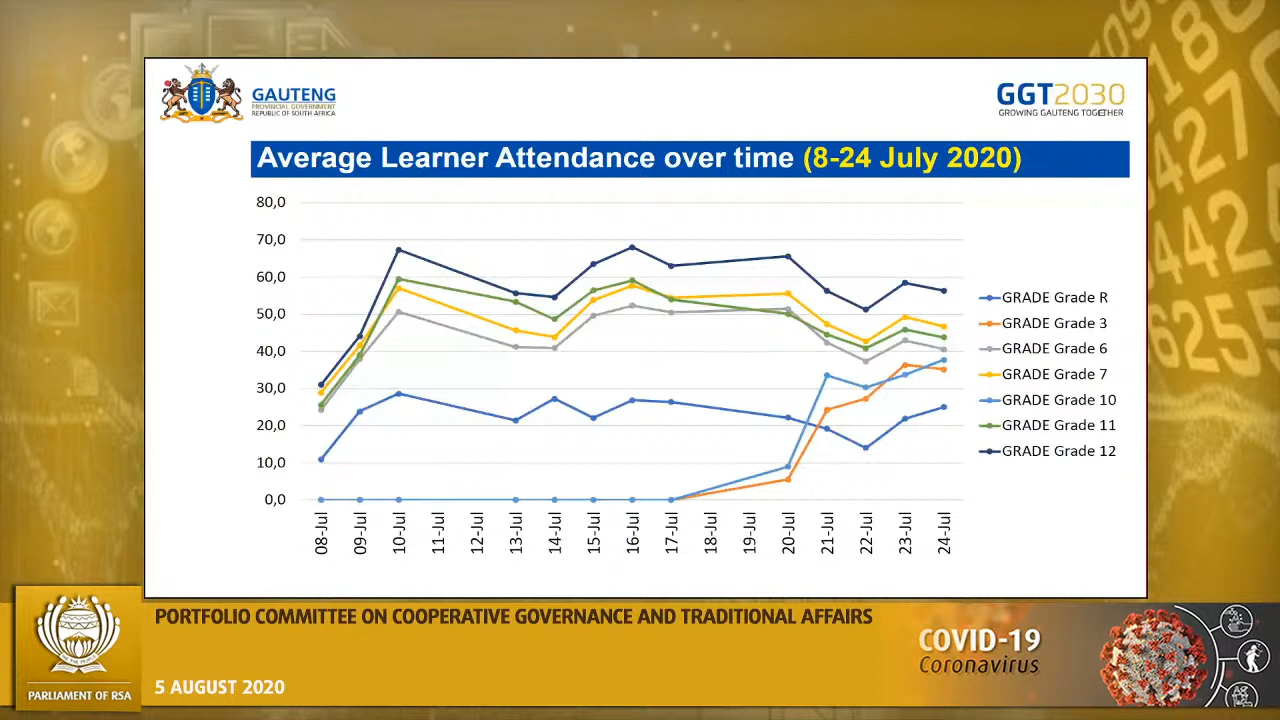 GAUTENG
PROVINCIAL GOVERNMENT
REPUBLIC OF SOUTH AFRICA
GGT2030
GROWING GAUTENG TOGETHER
Average Learner Attendance over time (8-24 July 2020)
80,0
70,0
60,0
50,0
40,0
30,0
20,0
10,0
0,0
08-Jul
09-Jul
10-Jul
11-Jul
12-Jul
13-Jul
14-Jul
15-Jul
16-Jul
17-Jul
18-Jul
19-Jul
20-Jul
21-Jul
22-Jul
23-Jul
24-Jul
GRADE Grade R
GRADE Grade 3
GRADE Grade 6
GRADE Grade 7
GRADE Grade 10
GRADE Grade 11
GRADE Grade 12
PORTFOLIO COMMITTEE ON COOPERATIVE GOVERNANCE AND TRADITIONAL AFFAIRS
COVID-19
Coronavirus
PARLIAMENT OF RSA
5 AUGUST 2020